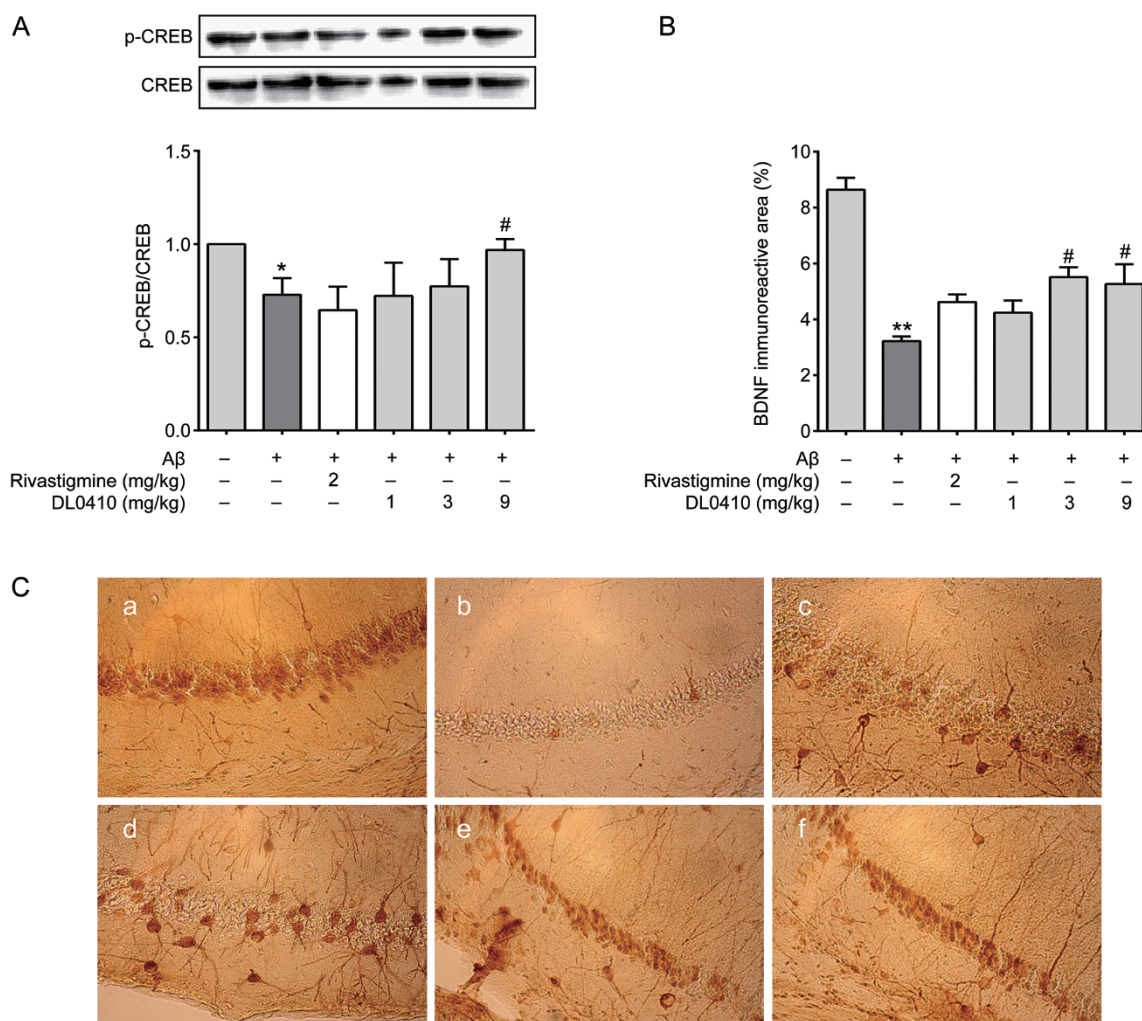 A
p-CREB
CREB
1.5
1.0
0.5
0.0
p-CREB/CREB
*
#
Aβ – + + + + +
Rivastigmine (mg/kg) – – 2 – – –
DL0410 (mg/kg) – – – 1 3 9
B
10
8
6
4
2
0
BDNF immunoreactive area (%)
**
#
#
Aβ – + + + + +
Rivastigmine (mg/kg) – – 2 – – –
DL0410 (mg/kg) – – – 1 3 9
C
a
b
c
d
e
f